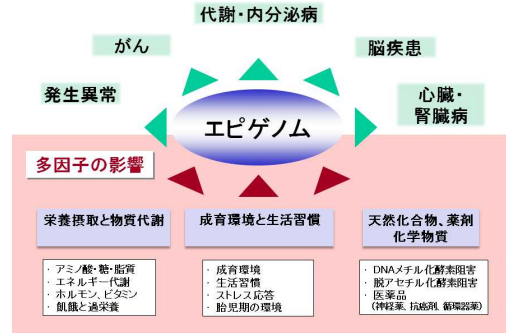 代謝・内分泌病
がん
脳疾患
発生異常
心臓・
腎臓病
エピゲノム
多因子の影響
栄養摂取と物質代謝
・ アミノ酸・糖・脂質
・ エネルギー代謝
・ ホルモン、ビタミン
・ 飢餓と過栄養
成育環境と生活習慣
・ 成育環境
・ 生活習慣
・ ストレス応答
・ 胎児期の環境
天然化合物、薬剤
化学物質
・ DNAメチル化酵素阻害
・ 脱アセチル化酵素阻害
・ 医薬品
(神経薬、抗癌剤、循環器薬)